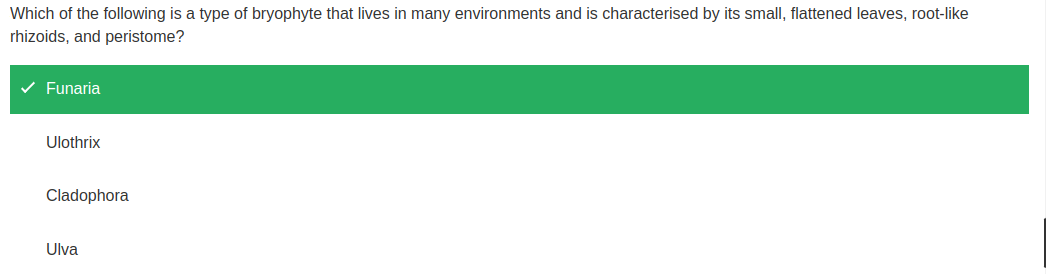 Which of the following is a type of bryophyte that lives in many environments and is characterised by its small, flattened leaves, root-like
rhizoids, and peristome?
Funaria
Ulothrix
Cladophora
Ulva